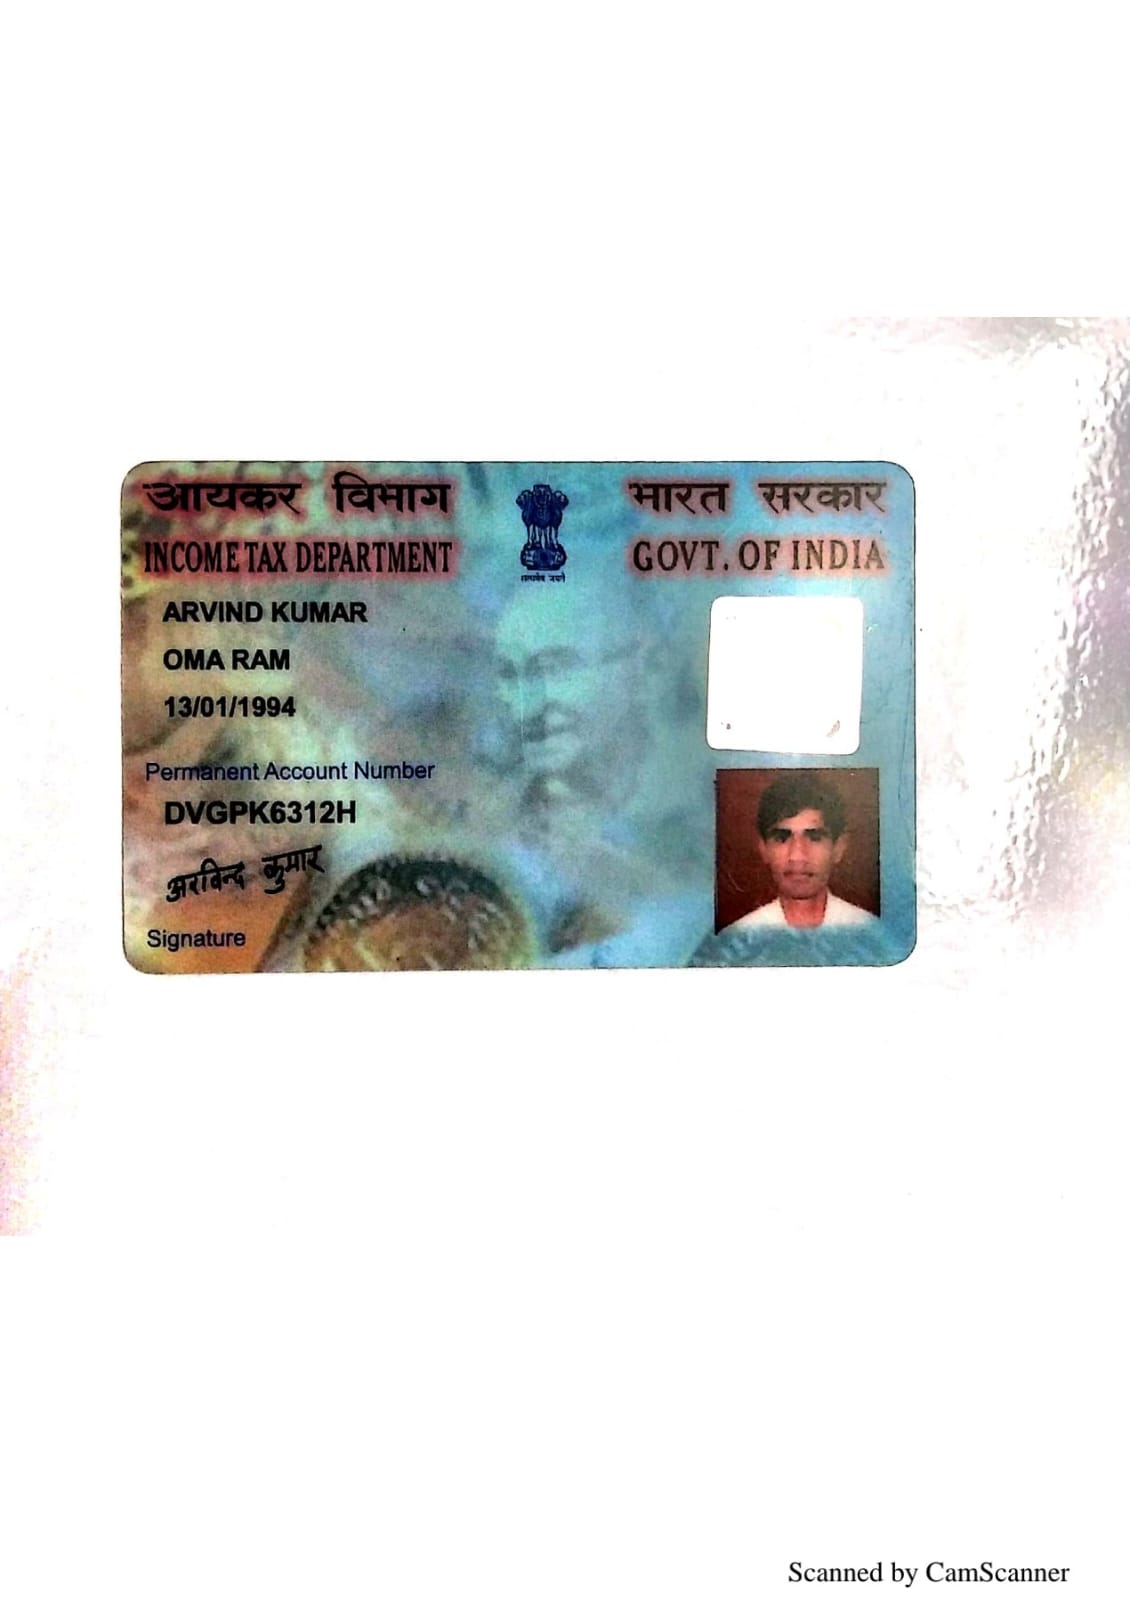 आयकर विभाग
INCOME TAX DEPARTMENT
भारत सरकार
GOVT. OF INDIA
सत्यमेव जयते
ARVIND KUMAR
OMA RAM
13/01/1994
Permanent Account Number
DVGPK6312H
अरविन्द कुमार
Signature
Scanned by CamScanner